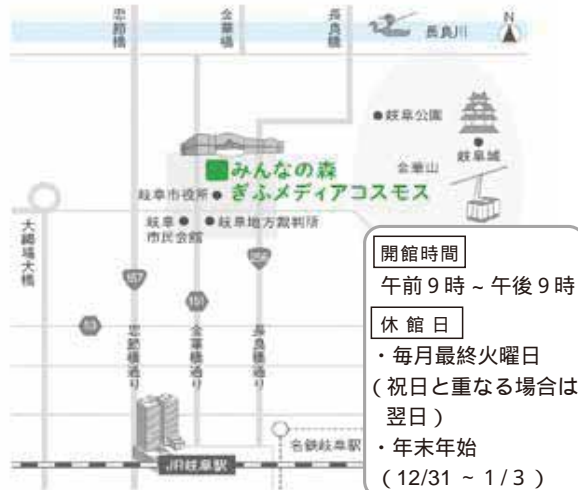 忠節橋
金華橋
長良橋
長良川
N
岐阜公園
岐阜城
金華山
みんなの森
ぎふメディアコスモス
岐阜市役所
岐阜
市民会館
岐阜地方裁判所
大縄場大橋
256
157
151
53
忠節橋通り
金華橋通り
長良橋通り
名鉄岐阜駅
JR岐阜駅
開館時間
午前９時 ~ 午後９時
休 館 日
・毎月最終火曜日
( 祝日と重なる場合は
翌日 )
・年末年始
( 12/31 ~ 1 / 3 )